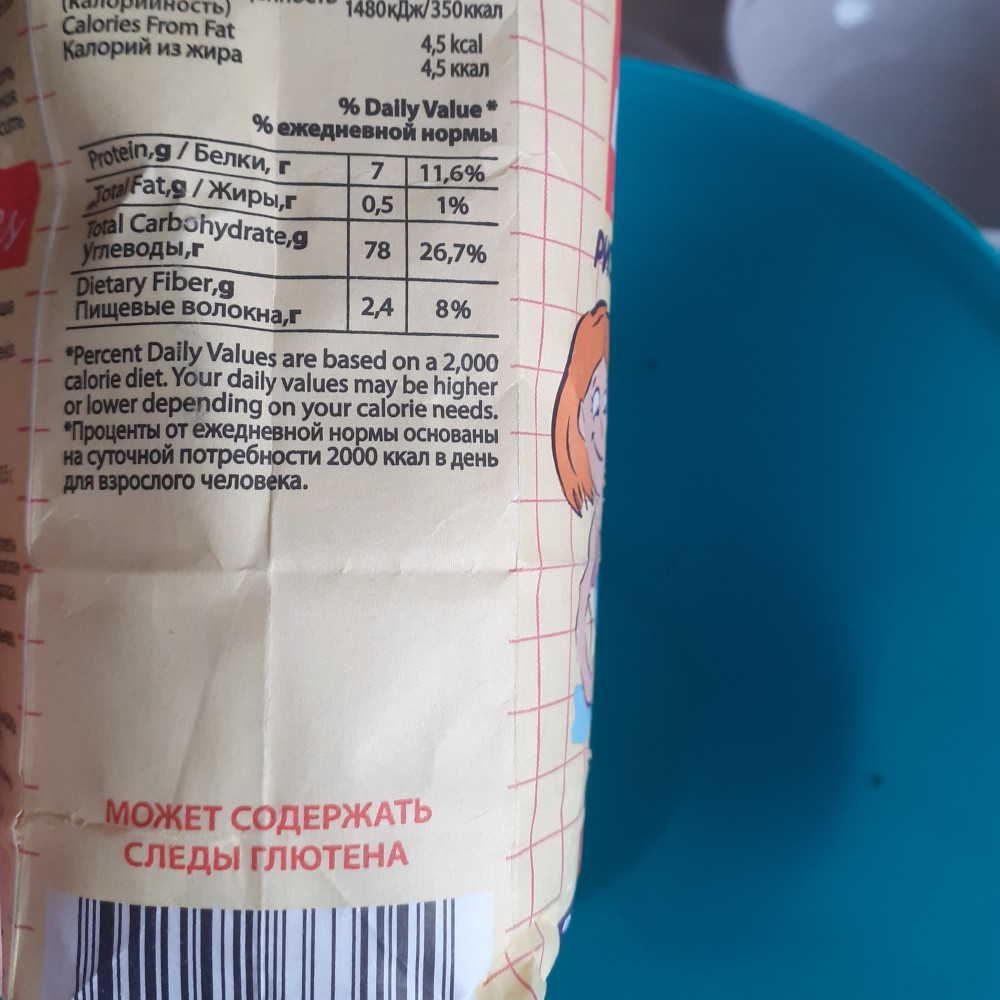 (калорийность)
1480кДж/350ккал
Calories From Fat
Калорий из жира
4,5 kcal
4,5 ккал
% Daily Value *
% ежедневной нормы
Protein,g / Белки, г 7 11,6%
Total Fat,g / Жиры,г 0,5 1%
Total Carbohydrate,g
Углеводы,г 78 26,7%
Dietary Fiber,g
Пищевые волокна,г 2,4 8%
*Percent Daily Values are based on a 2,000
calorie diet. Your daily values may be higher
or lower depending on your calorie needs.
*Проценты от ежедневной нормы основаны
на суточной потребности 2000 ккал в день
для взрослого человека.
МОЖЕТ СОДЕРЖАТЬ
СЛЕДЫ ГЛЮТЕНА